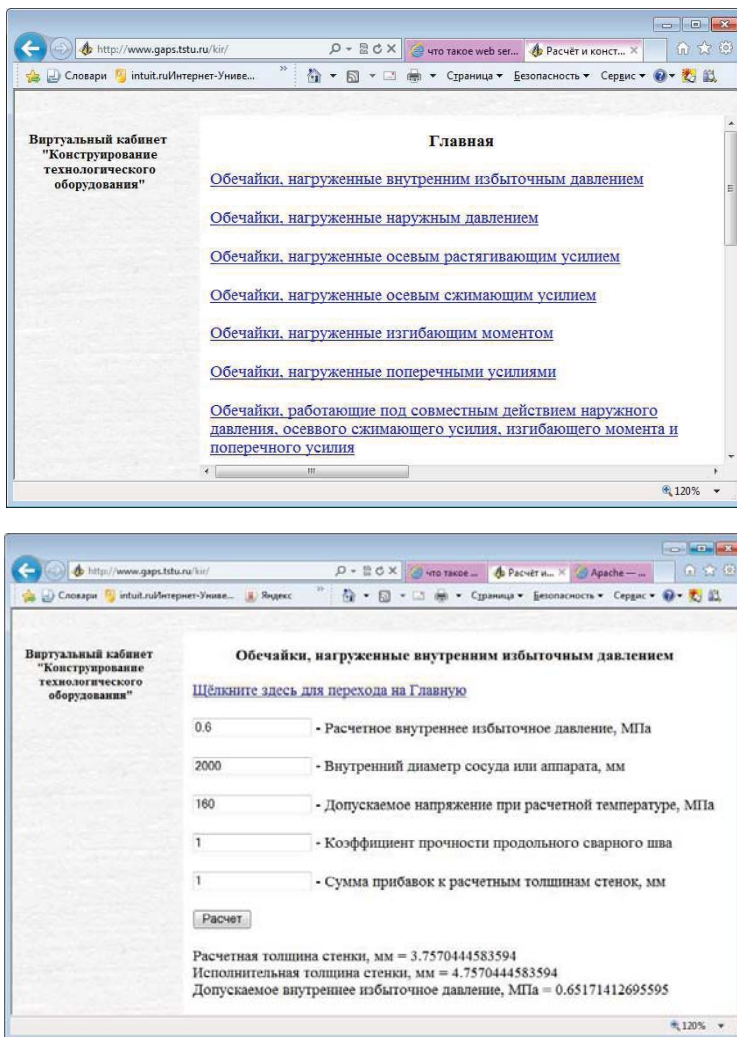 http://www.gaps.tstu.ru/kir/
что такое web ser...
Расчёт и конст...
Словари
intuit.ruИнтернет-Униве...
Страница
Безопасность
Сервис
Виртуальный кабинет
"Конструирование
технологического
оборудования"
Главная
Обечайки, нагруженные внутренним избыточным давлением
Обечайки, нагруженные наружным давлением
Обечайки, нагруженные осевым растягивающим усилием
Обечайки, нагруженные осевым сжимающим усилием
Обечайки, нагруженные изгибающим моментом
Обечайки, нагруженные поперечными усилиями
Обечайки, работающие под совместным действием наружного
давления, осеввого сжимающего усилия, изгибающего момента и
поперечного усилия
120%
http://www.gaps.tstu.ru/kir/
что такое ...
Расчёт и...
Apache — ...
Словари
intuit.ruИнтернет-Униве...
Яндекс
Страница
Безопасность
Сервис
Виртуальный кабинет
"Конструирование
технологического
оборудования"
Обечайки, нагруженные внутренним избыточным давлением
Щёлкните здесь для перехода на Главную
0.6 - Расчетное внутреннее избыточное давление, МПа
2000 - Внутренний диаметр сосуда или аппарата, мм
160 - Допускаемое напряжение при расчетной температуре, МПа
1 - Коэффициент прочности продольного сварного шва
1 - Сумма прибавок к расчетным толщинам стенок, мм
Расчет
Расчетная толщина стенки, мм = 3.7570444583594
Исполнительная толщина стенки, мм = 4.7570444583594
Допускаемое внутреннее избыточное давление, МПа = 0.65171412695595
120%